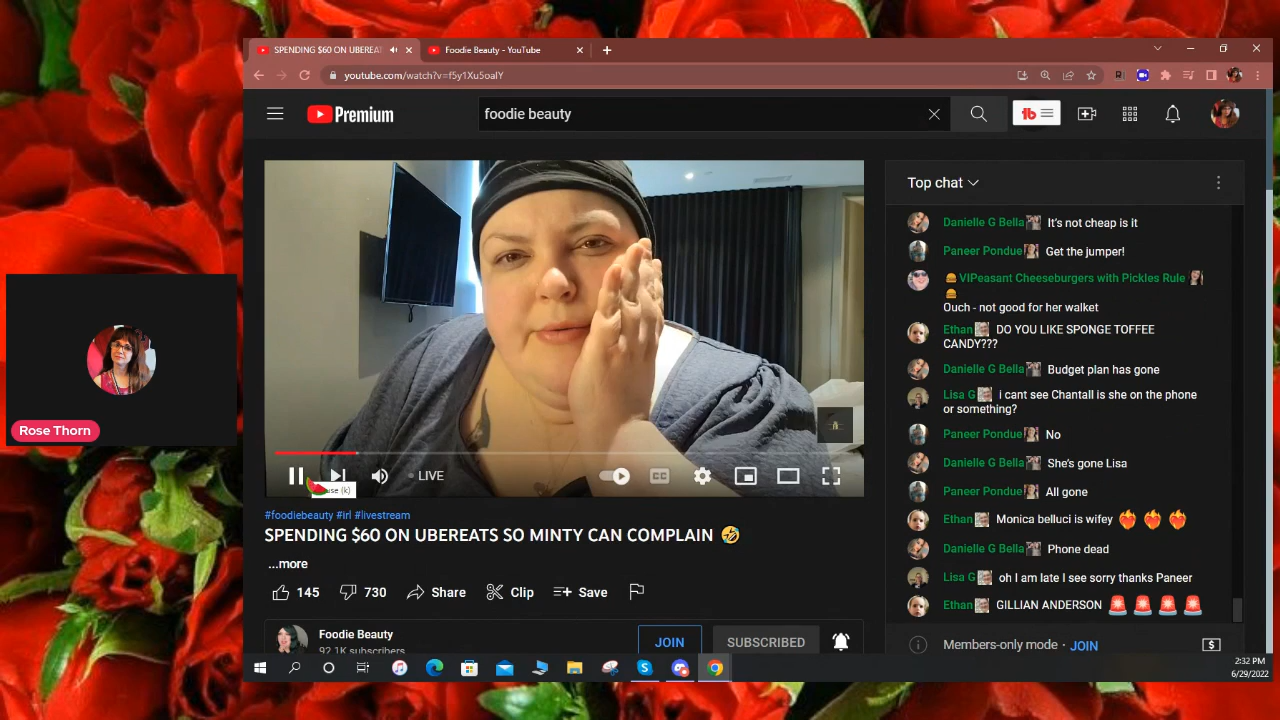 SPENDING $60 ON UBEREAT
Foodie Beauty - YouTube
youtube.com/watch?v=f5y1Xu5oaIY
Premium
foodie beauty
tb
Top chat
Danielle G Bella It's not cheap is it
Paneer Pondue Get the jumper!
VIPeasant Cheeseburgers with Pickles Rule
Ouch - not good for her walket
Ethan DO YOU LIKE SPONGE TOFFEE
CANDY???
Danielle G Bella Budget plan has gone
Lisa G i cant see Chantall is she on the phone
or something?
Paneer Pondue No
Danielle G Bella She's gone Lisa
Paneer Pondue All gone
Ethan Monica belluci is wifey
Danielle G Bella Phone dead
Lisa G oh I am late I see sorry thanks Paneer
Ethan GILLIAN ANDERSON
Members-only mode · JOIN
Rose Thorn
LIVE
CC
(k)
#foodiebeauty #irl #livestream
SPENDING $60 ON UBEREATS SO MINTY CAN COMPLAIN
...more
145 730 Share Clip Save
Foodie Beauty
92.1K subscribers
JOIN SUBSCRIBED
2:32 PM
6/29/2022